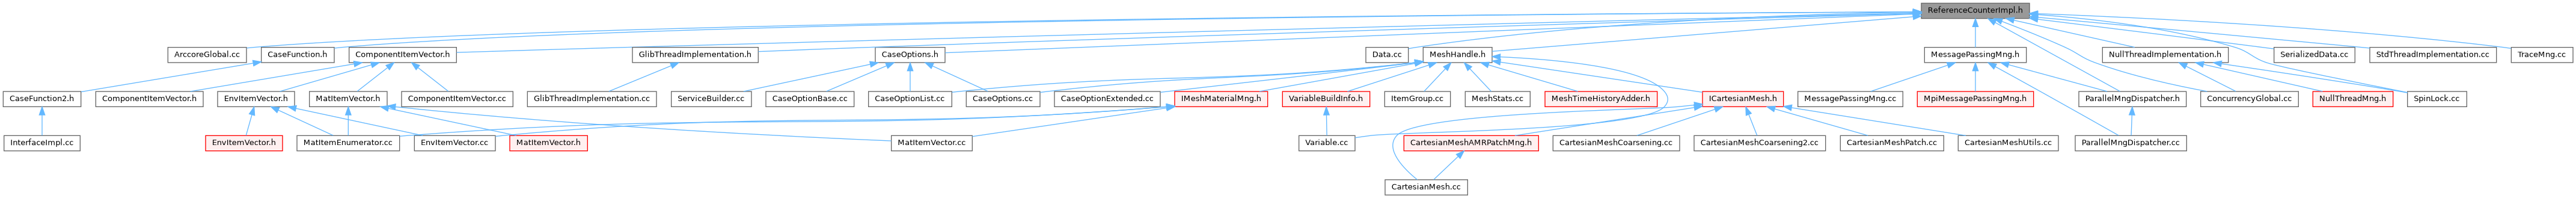 ReferenceCounterImpl.h
ArccoreGlobal.cc
CaseFunction.h
ComponentItemVector.h
GlibThreadImplementation.h
CaseOptions.h
Data.cc
MeshHandle.h
MessagePassingMng.h
NullThreadImplementation.h
SerializedData.cc
StdThreadImplementation.cc
TraceMng.cc
CaseFunction2.h
ComponentItemVector.h
EnvItemVector.h
MatItemVector.h
ComponentItemVector.cc
GlibThreadImplementation.cc
ServiceBuilder.cc
CaseOptionBase.cc
CaseOptionList.cc
CaseOptions.cc
CaseOptionExtended.cc
IMeshMaterialMng.h
VariableBuildInfo.h
ItemGroup.cc
MeshStats.cc
MeshTimeHistoryAdder.h
ICartesianMesh.h
MessagePassingMng.cc
MpiMessagePassingMng.h
ParallelMngDispatcher.h
ConcurrencyGlobal.cc
NullThreadMng.h
SpinLock.cc
InterfaceImpl.cc
EnvItemVector.h
MatItemEnumerator.cc
EnvItemVector.cc
MatItemVector.h
MatItemVector.cc
Variable.cc
CartesianMeshAMRPatchMng.h
CartesianMeshCoarsening.cc
CartesianMeshCoarsening2.cc
CartesianMeshPatch.cc
CartesianMeshUtils.cc
ParallelMngDispatcher.cc
CartesianMesh.cc